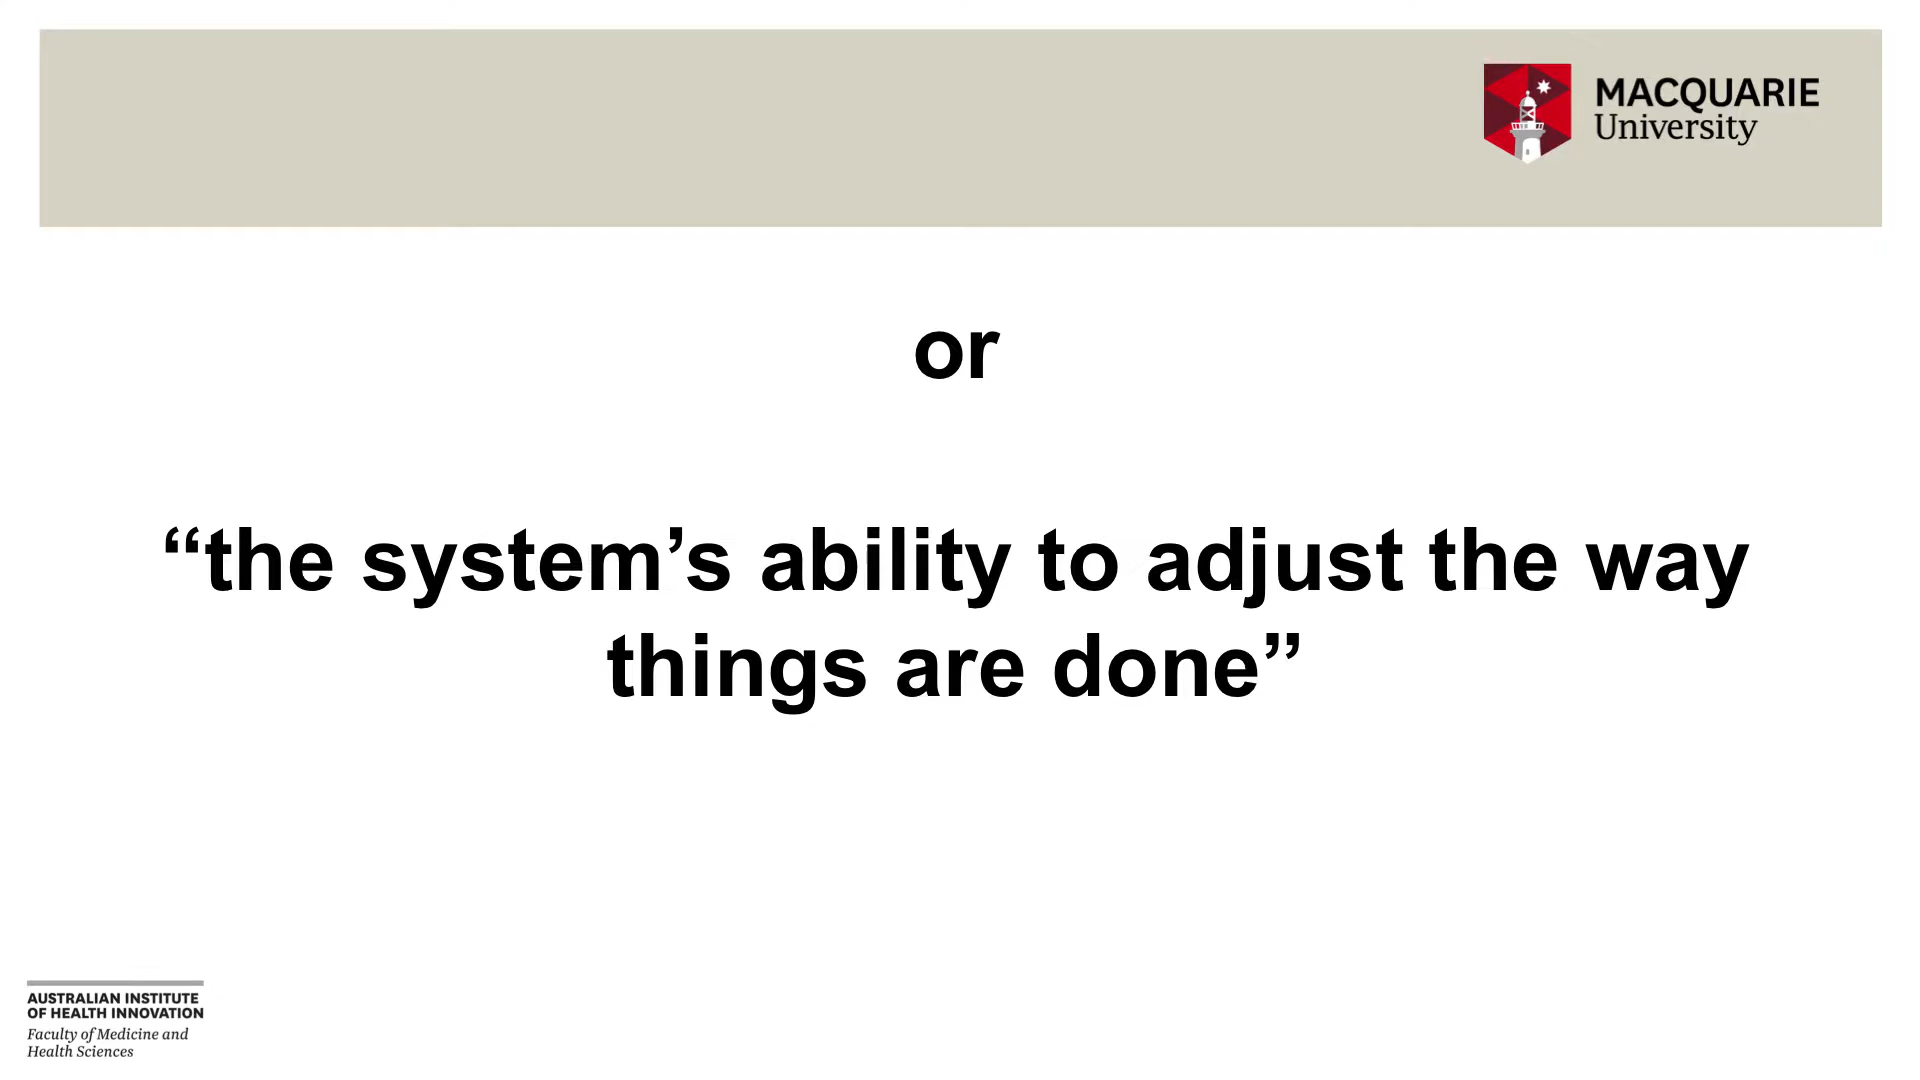 MACQUARIE
University
or
“the system’s ability to adjust the way
things are done”
AUSTRALIAN INSTITUTE
OF HEALTH INNOVATION
Faculty of Medicine and
Health Sciences